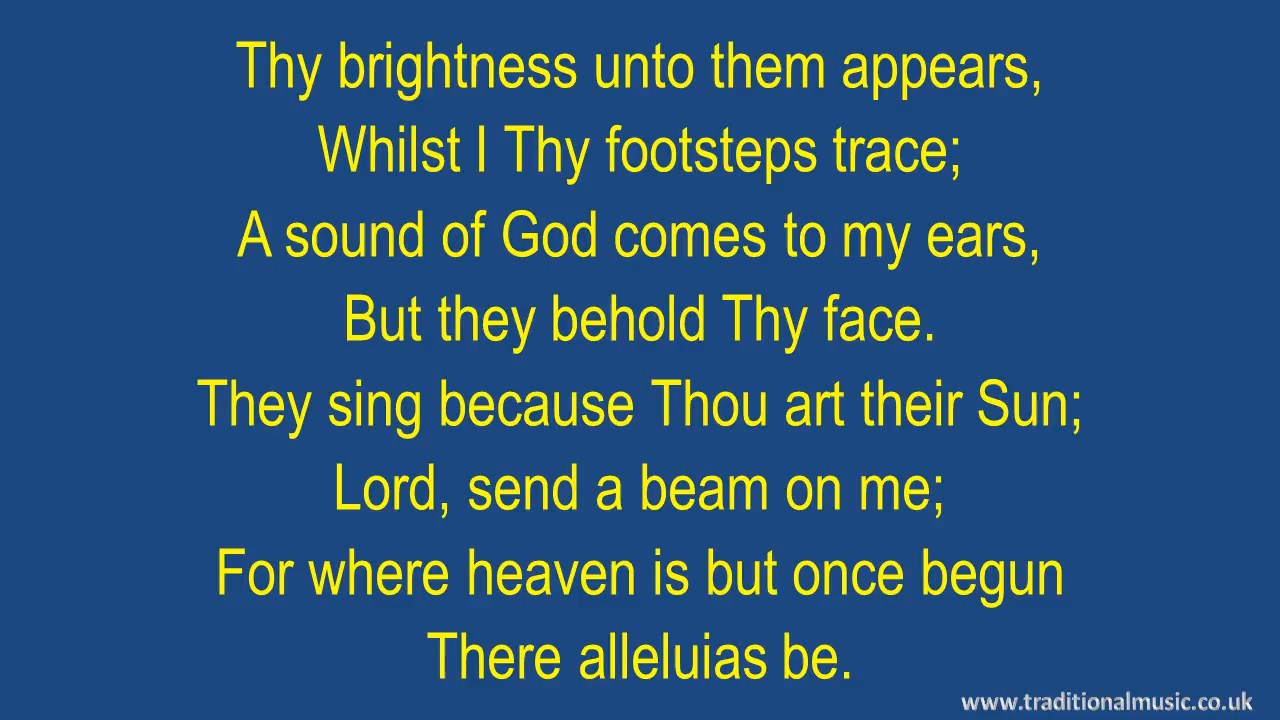 Thy brightness unto them appears,
Whilst I Thy footsteps trace;
A sound of God comes to my ears,
But they behold Thy face.
They sing because Thou art their Sun;
Lord, send a beam on me;
For where heaven is but once begun
There alleluias be.
www.traditionalmusic.co.uk